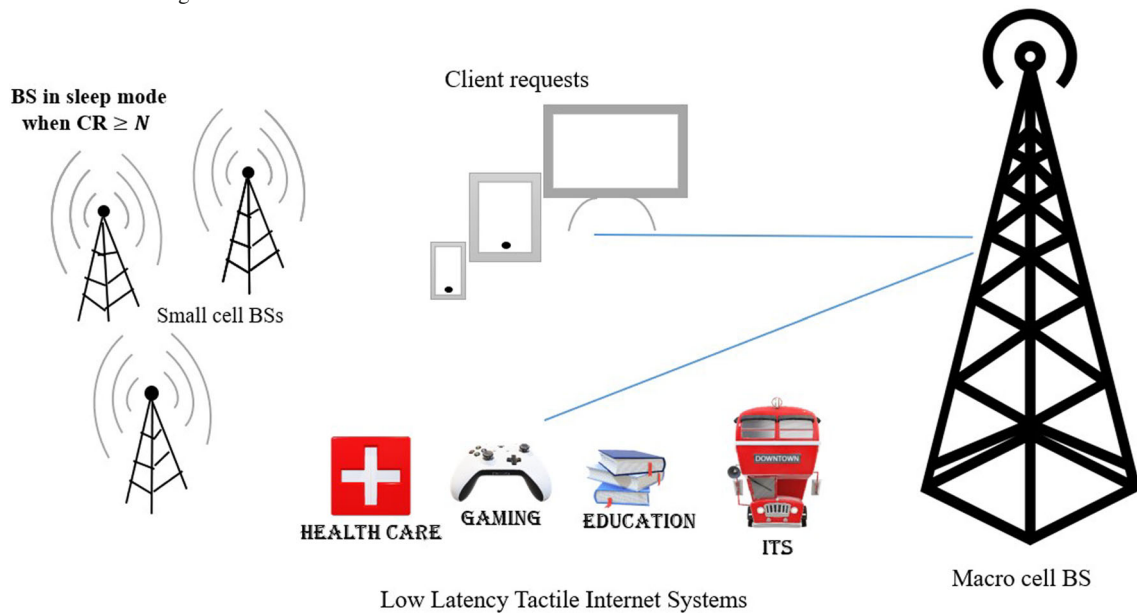 Client requests
BS in sleep mode
when CR ≥ N
Small cell BSs
DOWNTOWN
HEALTH CARE
GAMING
EDUCATION
ITS
Macro cell BS
Low Latency Tactile Internet Systems